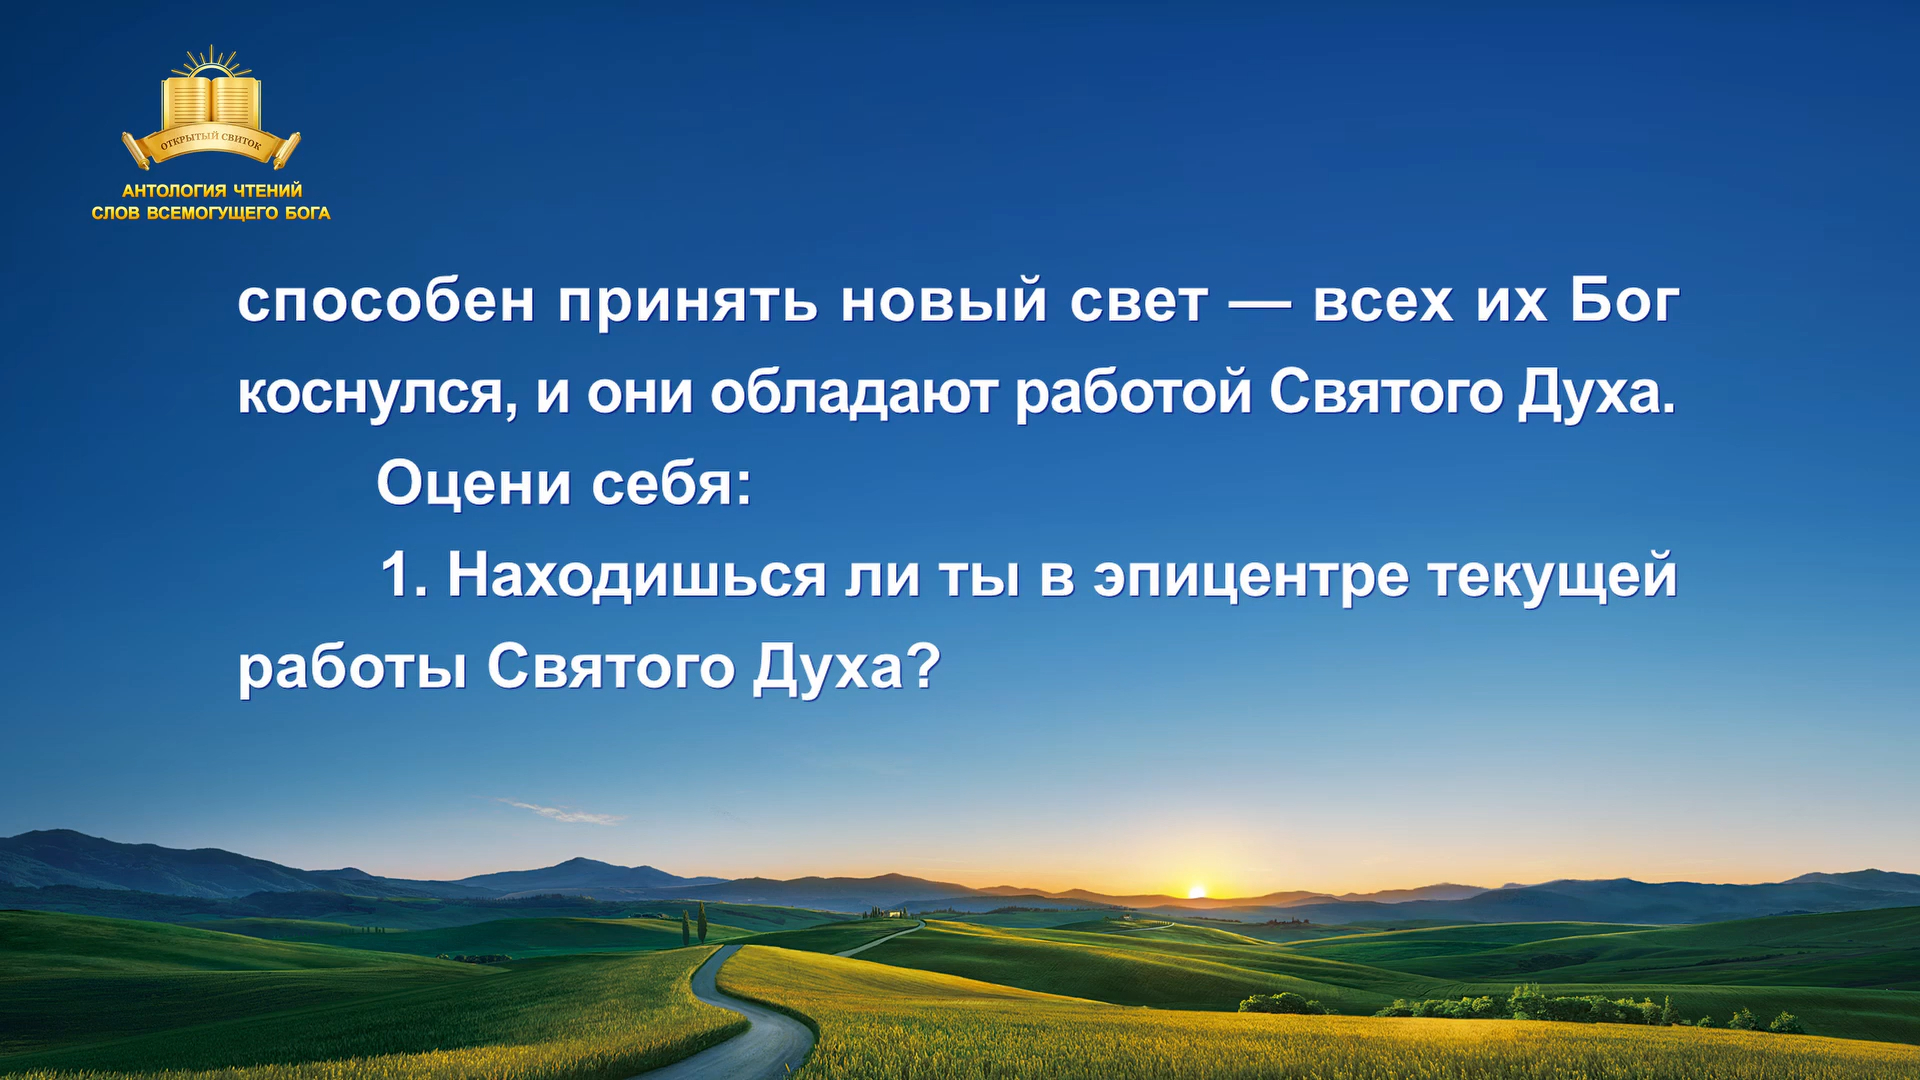 ОТКРЫТЫЙ СВИТОК
АНТОЛОГИЯ ЧТЕНИЙ
СЛОВ ВСЕМОГУЩЕГО БОГА
способен принять новый свет — всех их Бог
коснулся, и они обладают работой Святого Духа.
Оцени себя:
1. Находишься ли ты в эпицентре текущей
работы Святого Духа?